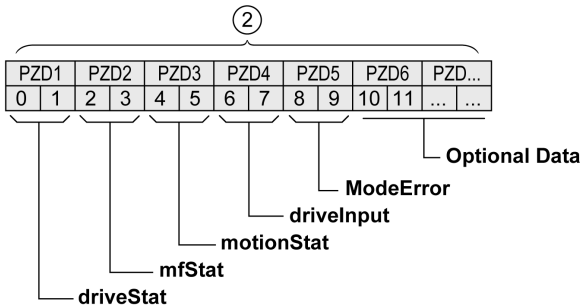 2
PZD1 PZD2 PZD3 PZD4 PZD5 PZD6 PZD...
0 1 2 3 4 5 6 7 8 9 10 11 ... ...
Optional Data
ModeError
driveInput
motionStat
mfStat
driveStat